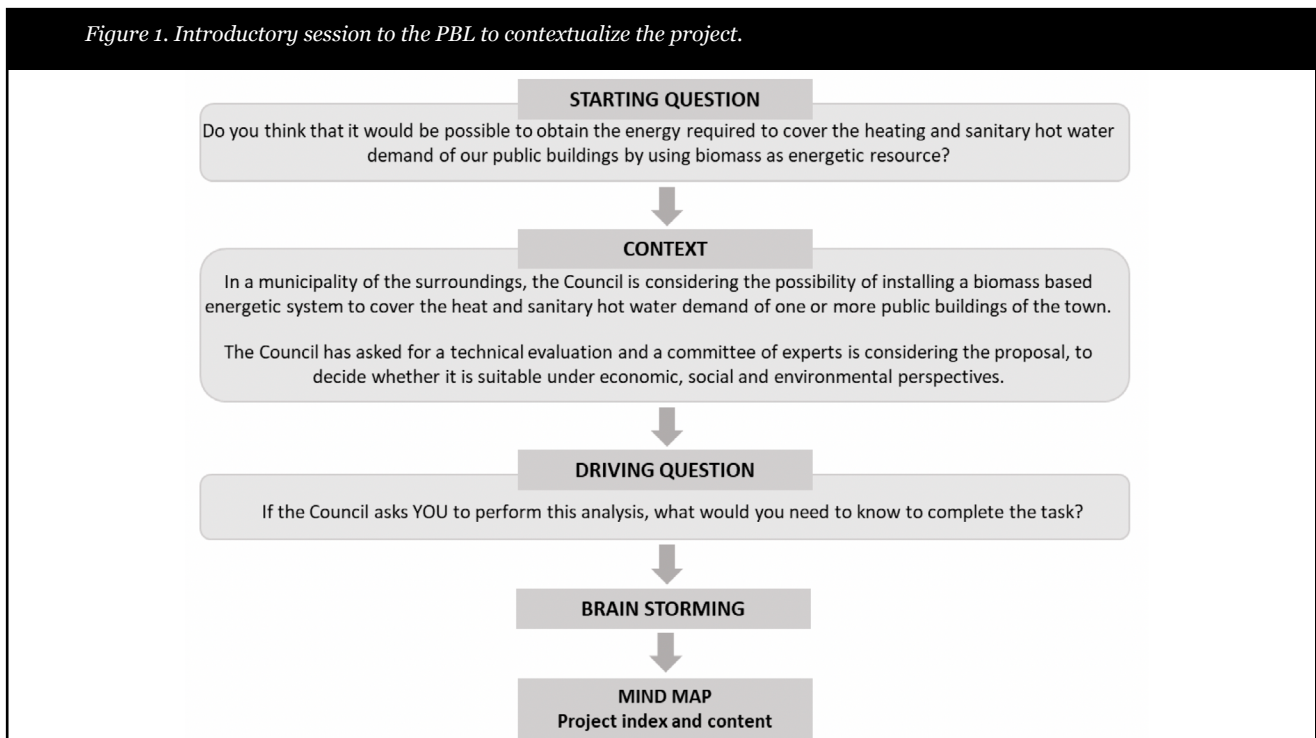 Figure 1. Introductory session to the PBL to contextualize the project.
STARTING QUESTION
Do you think that it would be possible to obtain the energy required to cover the heating and sanitary hot water
demand of our public buildings by using biomass as energetic resource?
CONTEXT
In a municipality of the surroundings, the Council is considering the possibility of installing a biomass based
energetic system to cover the heat and sanitary hot water demand of one or more public buildings of the town.
The Council has asked for a technical evaluation and a committee of experts is considering the proposal, to
decide whether it is suitable under economic, social and environmental perspectives.
DRIVING QUESTION
If the Council asks YOU to perform this analysis, what would you need to know to complete the task?
BRAIN STORMING
MIND MAP
Project index and content